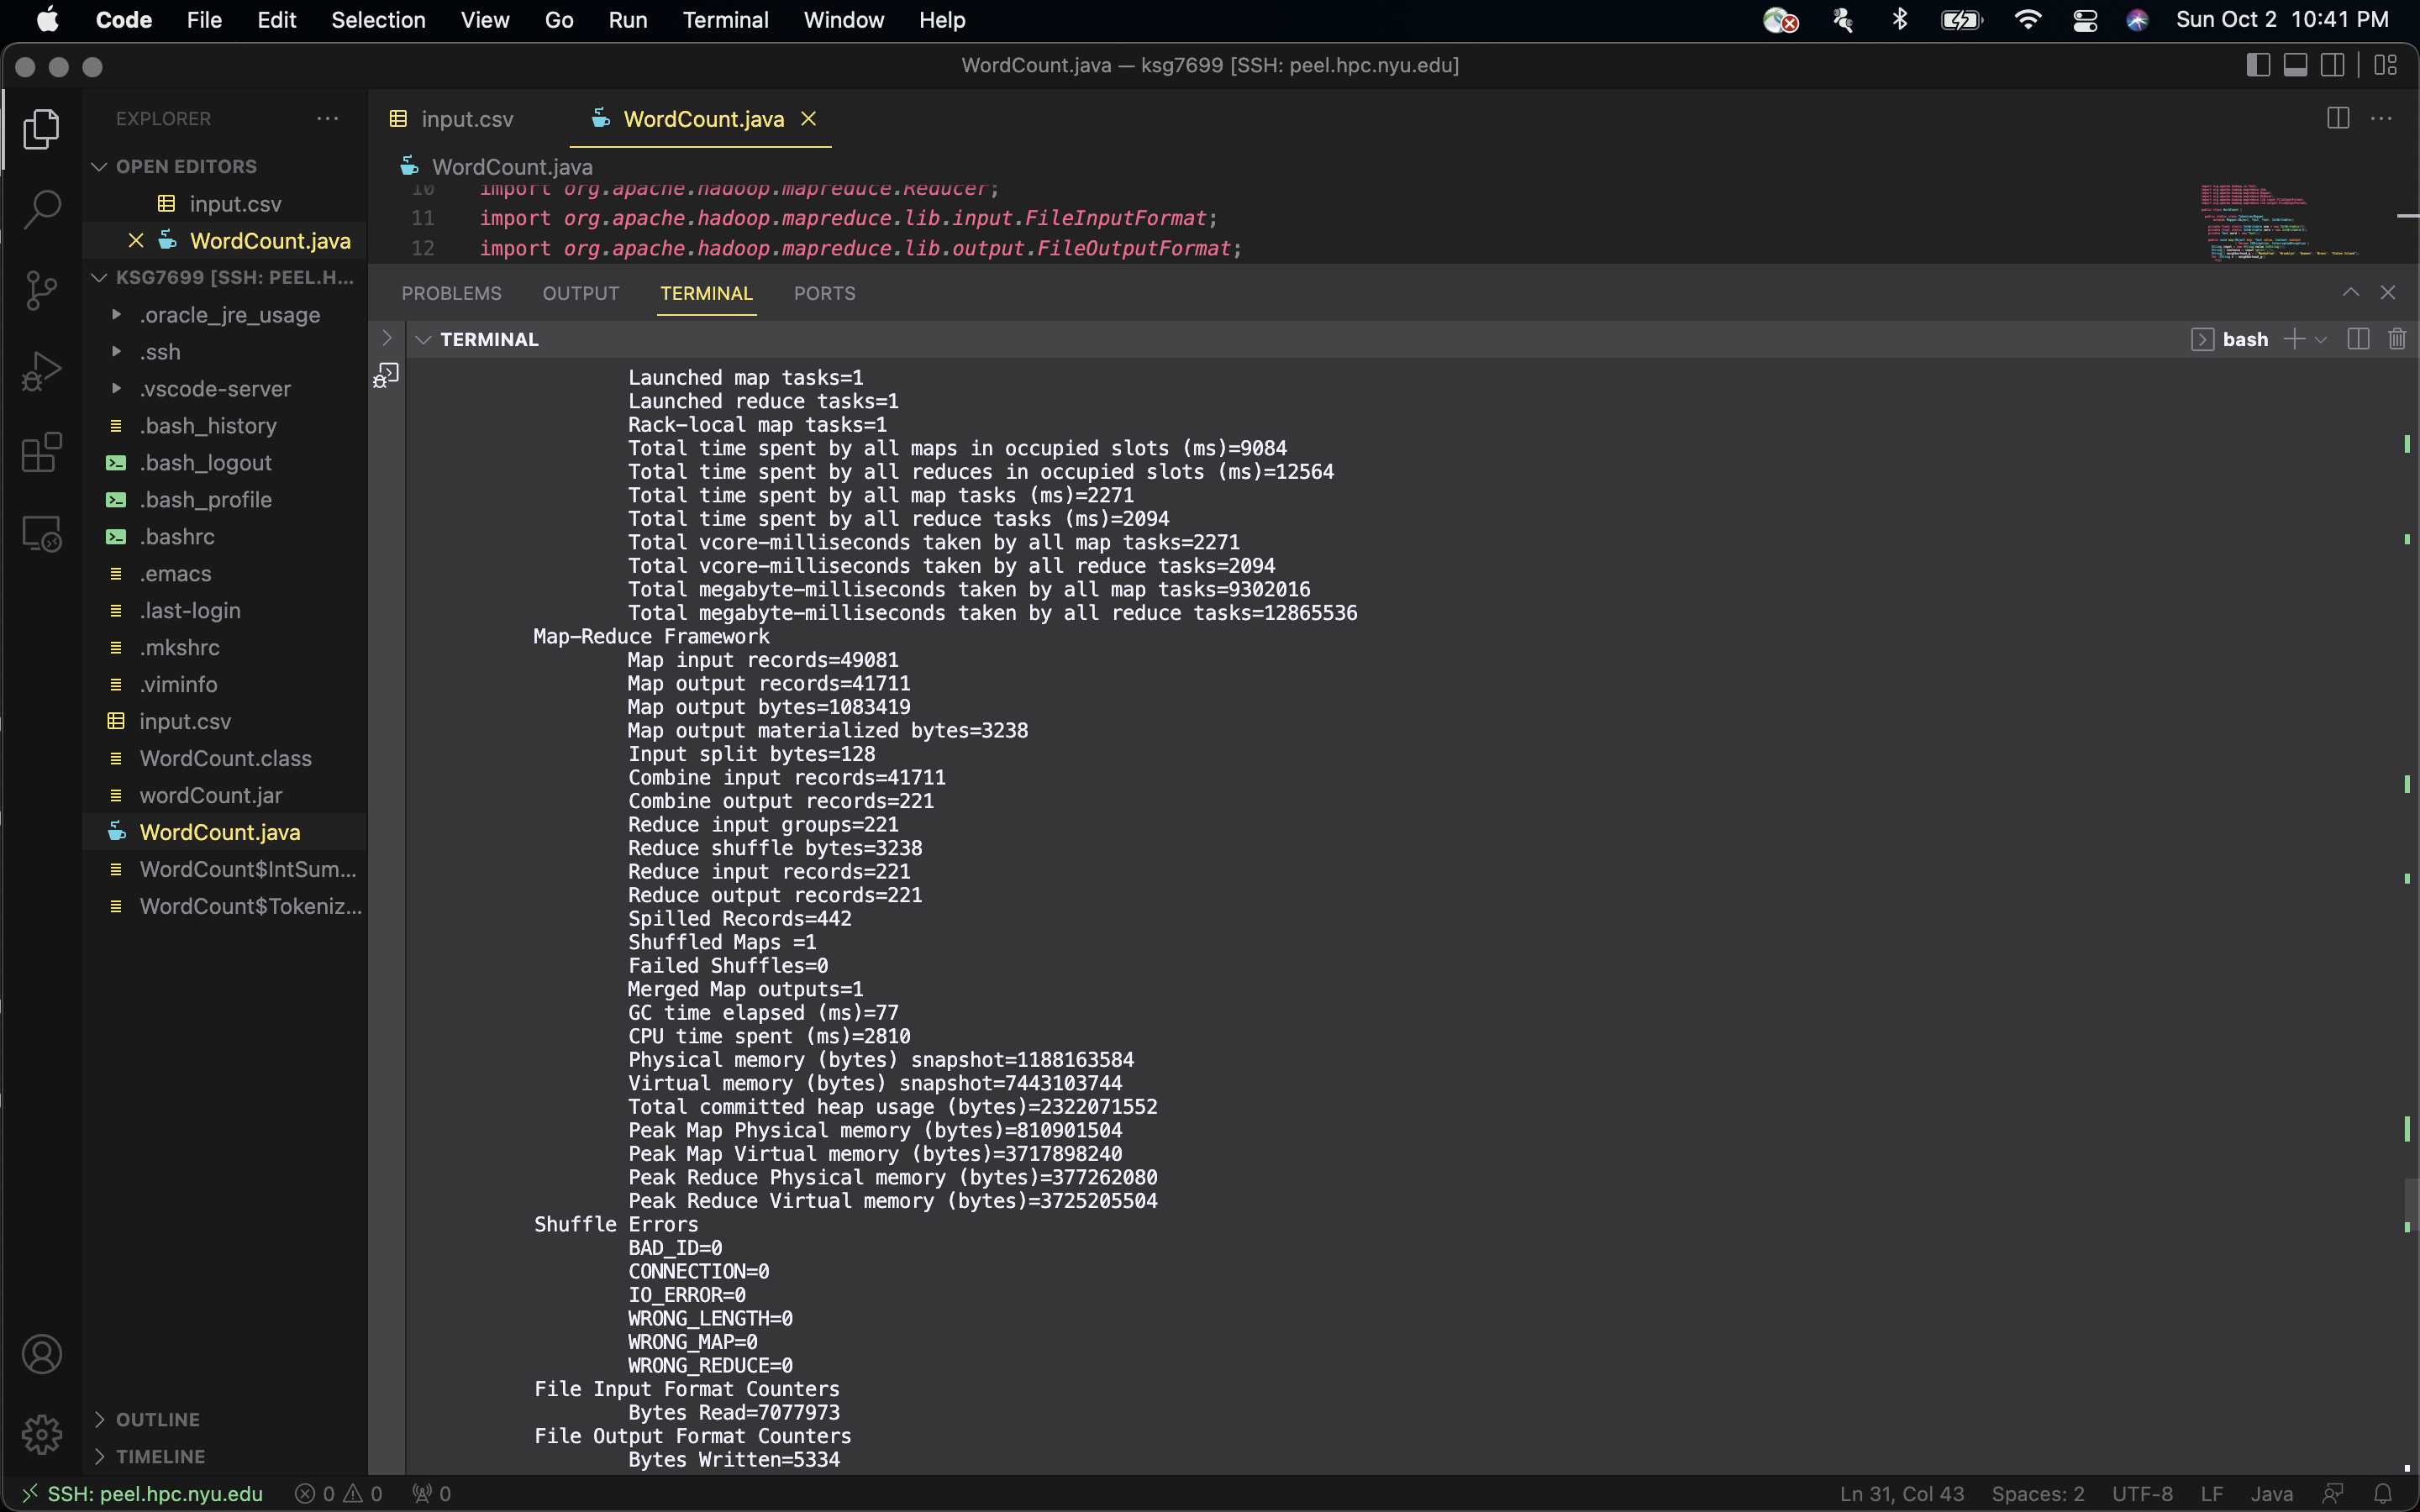 Code File Edit Selection View Go Run Terminal Window Help Sun Oct 2 10:41 PM
WordCount.java — ksg7699 [SSH: peel.hpc.nyu.edu]
EXPLORER
OPEN EDITORS
input.csv
WordCount.java
KSG7699 [SSH: PEEL.H...
.oracle_jre_usage
.ssh
.vscode-server
.bash_history
.bash_logout
.bash_profile
.bashrc
.emacs
.last-login
.mkshrc
.viminfo
input.csv
WordCount.class
wordCount.jar
WordCount.java
WordCount$IntSum...
WordCount$Tokeniz...
OUTLINE
TIMELINE
input.csv WordCount.java
WordCount.java
10 import org.apache.hadoop.mapreduce.Reducer;
11 import org.apache.hadoop.mapreduce.lib.input.FileInputFormat;
12 import org.apache.hadoop.mapreduce.lib.output.FileOutputFormat;
PROBLEMS OUTPUT TERMINAL PORTS
TERMINAL bash
Launched map tasks=1
Launched reduce tasks=1
Rack-local map tasks=1
Total time spent by all maps in occupied slots (ms)=9084
Total time spent by all reduces in occupied slots (ms)=12564
Total time spent by all map tasks (ms)=2271
Total time spent by all reduce tasks (ms)=2094
Total vcore-milliseconds taken by all map tasks=2271
Total vcore-milliseconds taken by all reduce tasks=2094
Total megabyte-milliseconds taken by all map tasks=9302016
Total megabyte-milliseconds taken by all reduce tasks=12865536
Map-Reduce Framework
Map input records=49081
Map output records=41711
Map output bytes=1083419
Map output materialized bytes=3238
Input split bytes=128
Combine input records=41711
Combine output records=221
Reduce input groups=221
Reduce shuffle bytes=3238
Reduce input records=221
Reduce output records=221
Spilled Records=442
Shuffled Maps =1
Failed Shuffles=0
Merged Map outputs=1
GC time elapsed (ms)=77
CPU time spent (ms)=2810
Physical memory (bytes) snapshot=1188163584
Virtual memory (bytes) snapshot=7443103744
Total committed heap usage (bytes)=2322071552
Peak Map Physical memory (bytes)=810901504
Peak Map Virtual memory (bytes)=3717898240
Peak Reduce Physical memory (bytes)=377262080
Peak Reduce Virtual memory (bytes)=3725205504
Shuffle Errors
BAD_ID=0
CONNECTION=0
IO_ERROR=0
WRONG_LENGTH=0
WRONG_MAP=0
WRONG_REDUCE=0
File Input Format Counters
Bytes Read=7077973
File Output Format Counters
Bytes Written=5334
SSH: peel.hpc.nyu.edu 0 0 0 Ln 31, Col 43 Spaces: 2 UTF-8 LF Java